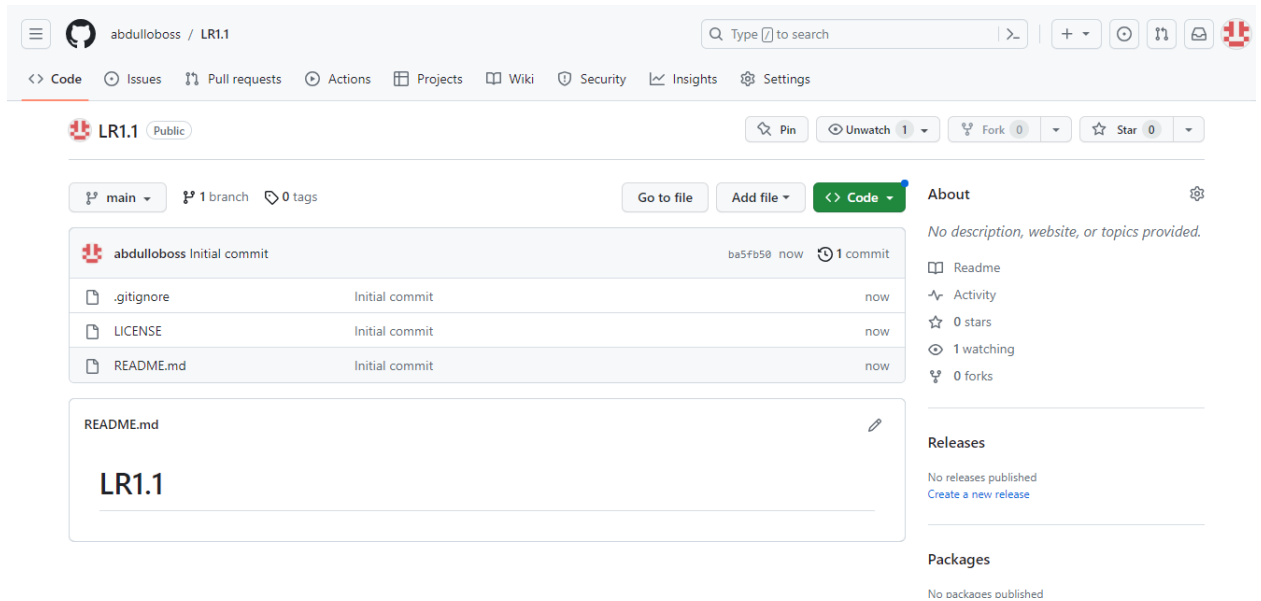 abdulloboss / LR1.1 Type / to search
Code Issues Pull requests Actions Projects Wiki Security Insights Settings
LR1.1 Public Pin Unwatch 1 Fork 0 Star 0
main 1 branch 0 tags Go to file Add file Code
abdulloboss Initial commit ba5fb50 now 1 commit
.gitignore Initial commit now
LICENSE Initial commit now
README.md Initial commit now
README.md
LR1.1
About
No description, website, or topics provided.
Readme
Activity
0 stars
1 watching
0 forks
Releases
No releases published
Create a new release
Packages
No packages published